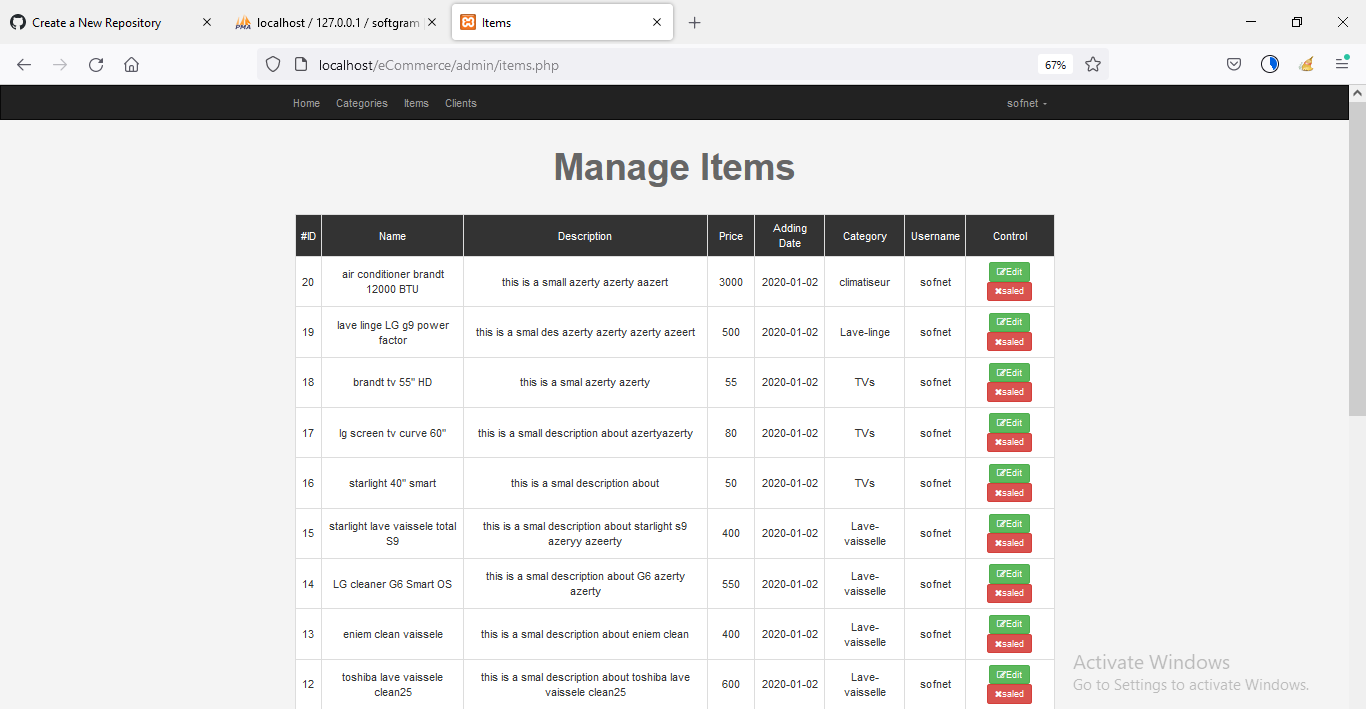 Create a New Repository
localhost / 127.0.0.1 / softgram
Items
localhost/eCommerce/admin/items.php
67%
Home Categories Items Clients sofnet
Manage Items
#ID Name Description Price Adding Date Category Username Control
20 air conditioner brandt 12000 BTU this is a small azerty azerty aazert 3000 2020-01-02 climatiseur sofnet Edit saled
19 lave linge LG g9 power factor this is a smal des azerty azerty azerty azeert 500 2020-01-02 Lave-linge sofnet Edit saled
18 brandt tv 55" HD this is a smal azerty azerty 55 2020-01-02 TVs sofnet Edit saled
17 lg screen tv curve 60" this is a small description about azertyazerty 80 2020-01-02 TVs sofnet Edit saled
16 starlight 40" smart this is a smal description about 50 2020-01-02 TVs sofnet Edit saled
15 starlight lave vaissele total S9 this is a smal description about starlight s9 azeryy azeerty 400 2020-01-02 Lave-vaisselle sofnet Edit saled
14 LG cleaner G6 Smart OS this is a smal description about G6 azerty azerty 550 2020-01-02 Lave-vaisselle sofnet Edit saled
13 eniem clean vaissele this is a smal description about eniem clean 400 2020-01-02 Lave-vaisselle sofnet Edit saled
12 toshiba lave vaissele clean25 this is a smal description about toshiba lave vaissele clean25 600 2020-01-02 Lave-vaisselle sofnet Edit saled
Activate Windows
Go to Settings to activate Windows.